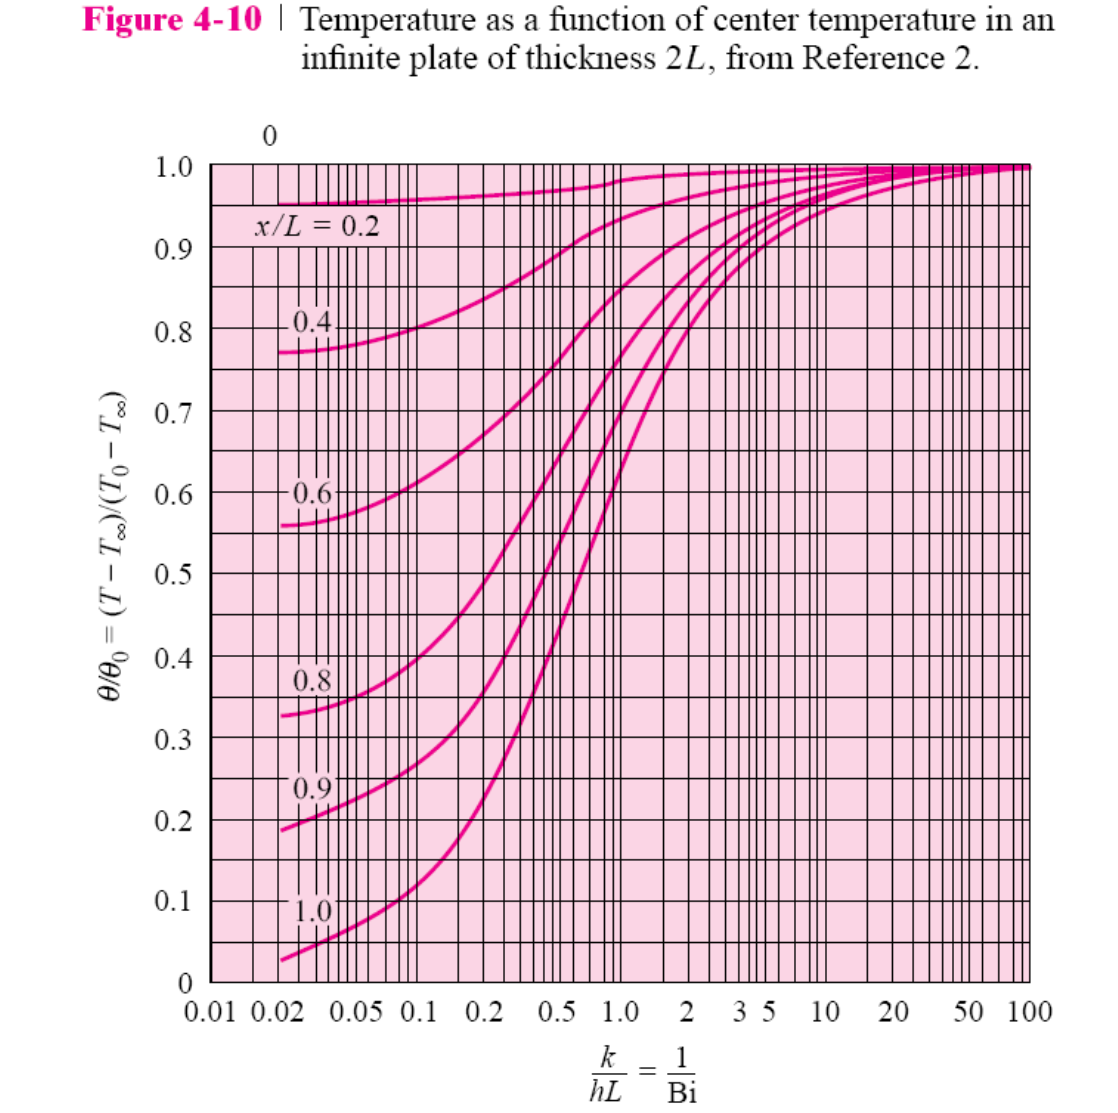 Figure 4-10 | Temperature as a function of center temperature in an
infinite plate of thickness 2L, from Reference 2.
0
1.0
x/L = 0.2
0.9
0.4
0.8
0.7
0.6
0.6
0.5
0.4
0.8
0.3
0.9
0.2
0.1
1.0
0
θ/θ₀ = (T − T∞)/(T₀ − T∞)
0.01 0.02 0.05 0.1 0.2 0.5 1.0 2 3 5 10 20 50 100
k/hL = 1/Bi